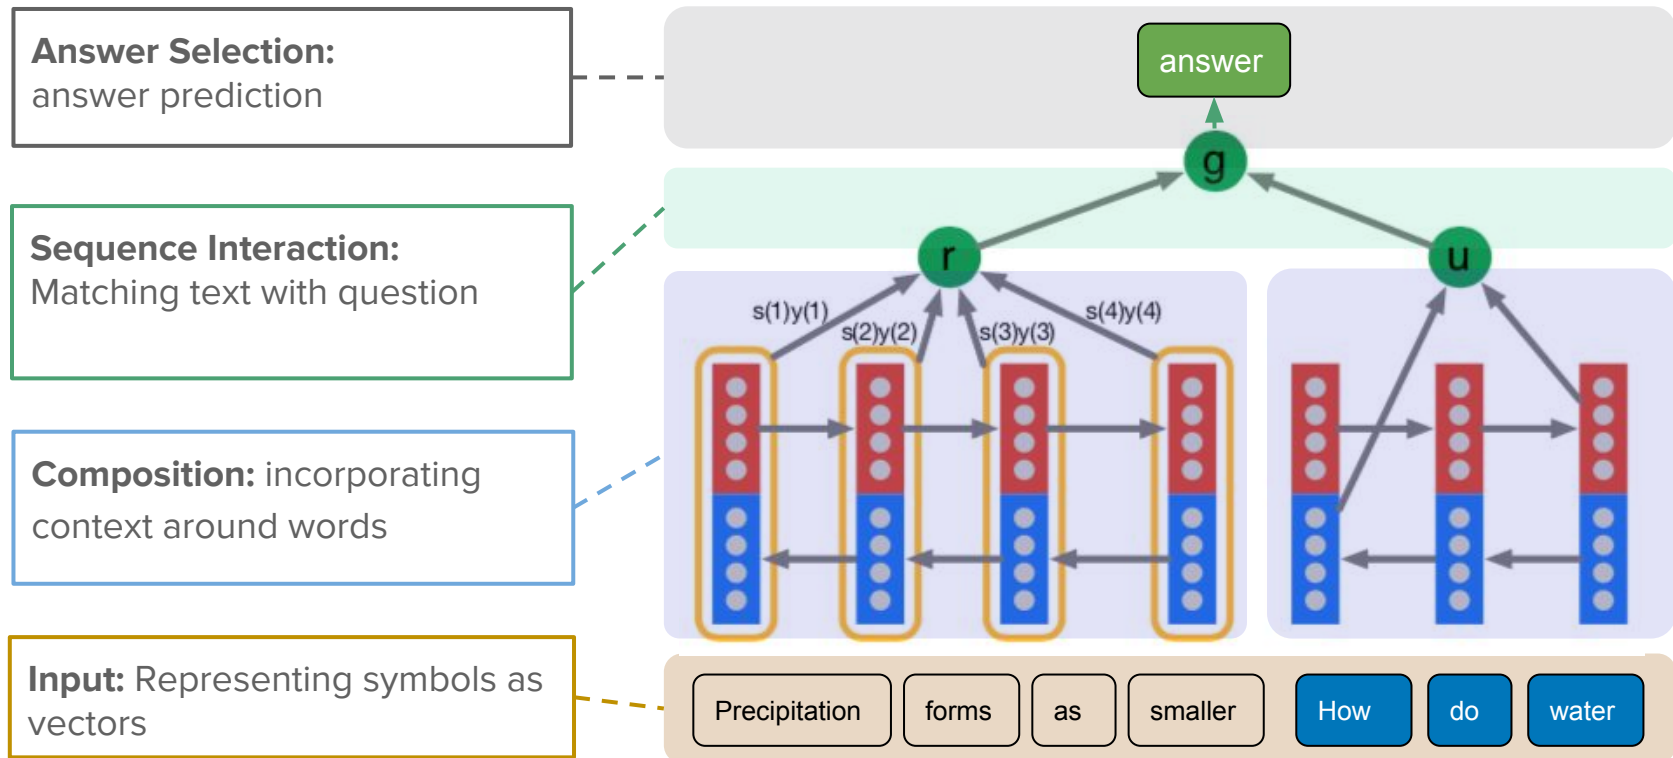 Answer Selection:
answer prediction
answer
g
Sequence Interaction:
Matching text with question
r
u
s(1)y(1)
s(2)y(2)
s(3)y(3)
s(4)y(4)
Composition: incorporating
context around words
Input: Representing symbols as
vectors
Precipitation forms as smaller How do water